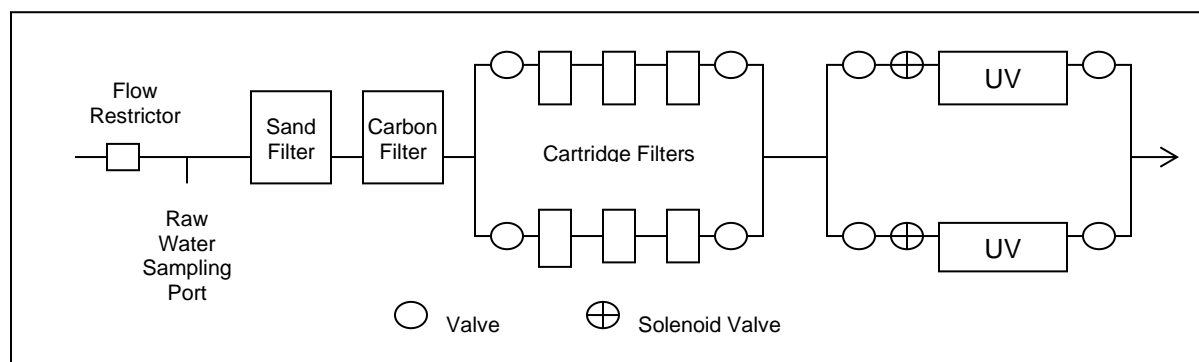 Flow
Restrictor
Sand
Filter
Carbon
Filter
Cartridge Filters
UV
UV
Raw
Water
Sampling
Port
Valve
Solenoid Valve